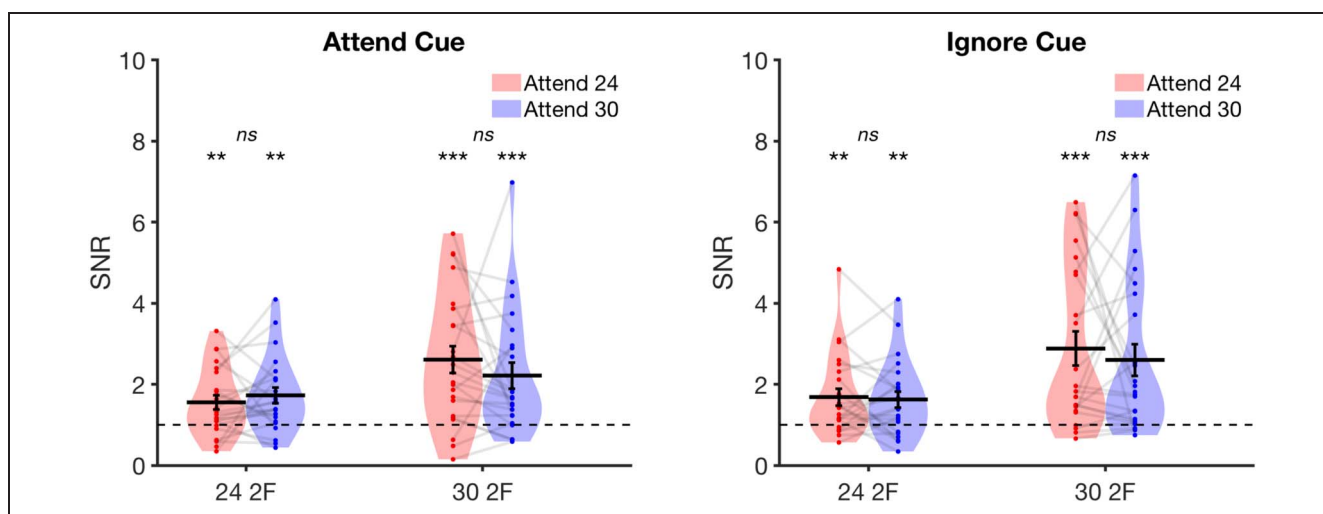 Attend Cue
10
8
6
4
2
0
SNR
Attend 24
Attend 30
ns
** **
ns
*** ***
24 2F
30 2F
Ignore Cue
10
8
6
4
2
0
SNR
Attend 24
Attend 30
ns
** **
ns
*** ***
24 2F
30 2F